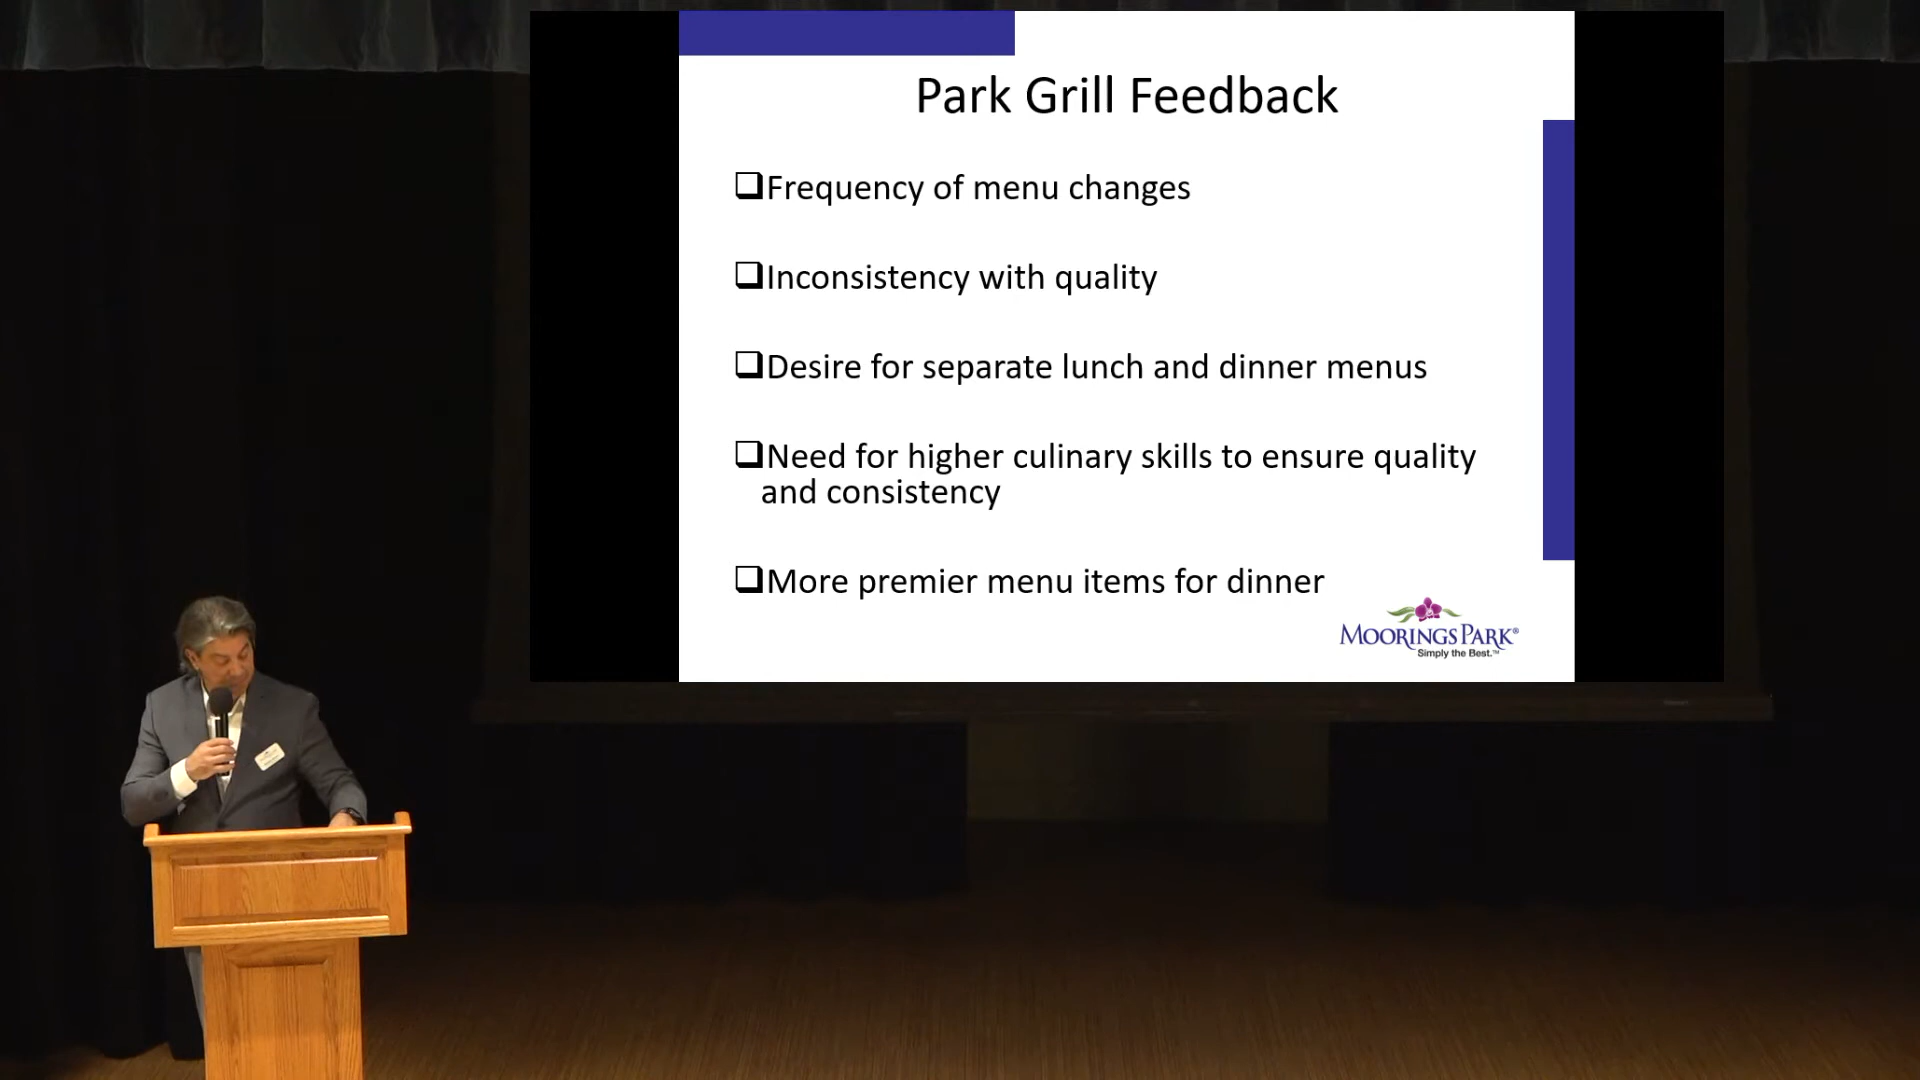 Park Grill Feedback
Frequency of menu changes
Inconsistency with quality
Desire for separate lunch and dinner menus
Need for higher culinary skills to ensure quality
and consistency
More premier menu items for dinner
MOORINGS PARK®
Simply the Best.™